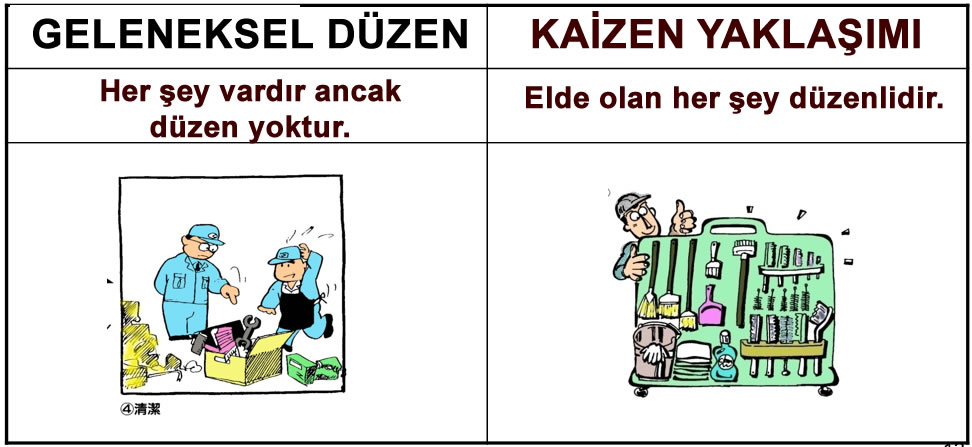 GELENEKSEL DÜZEN
KAİZEN YAKLAŞIMI
Her şey vardır ancak
düzen yoktur.
Elde olan her şey düzenlidir.
④清潔